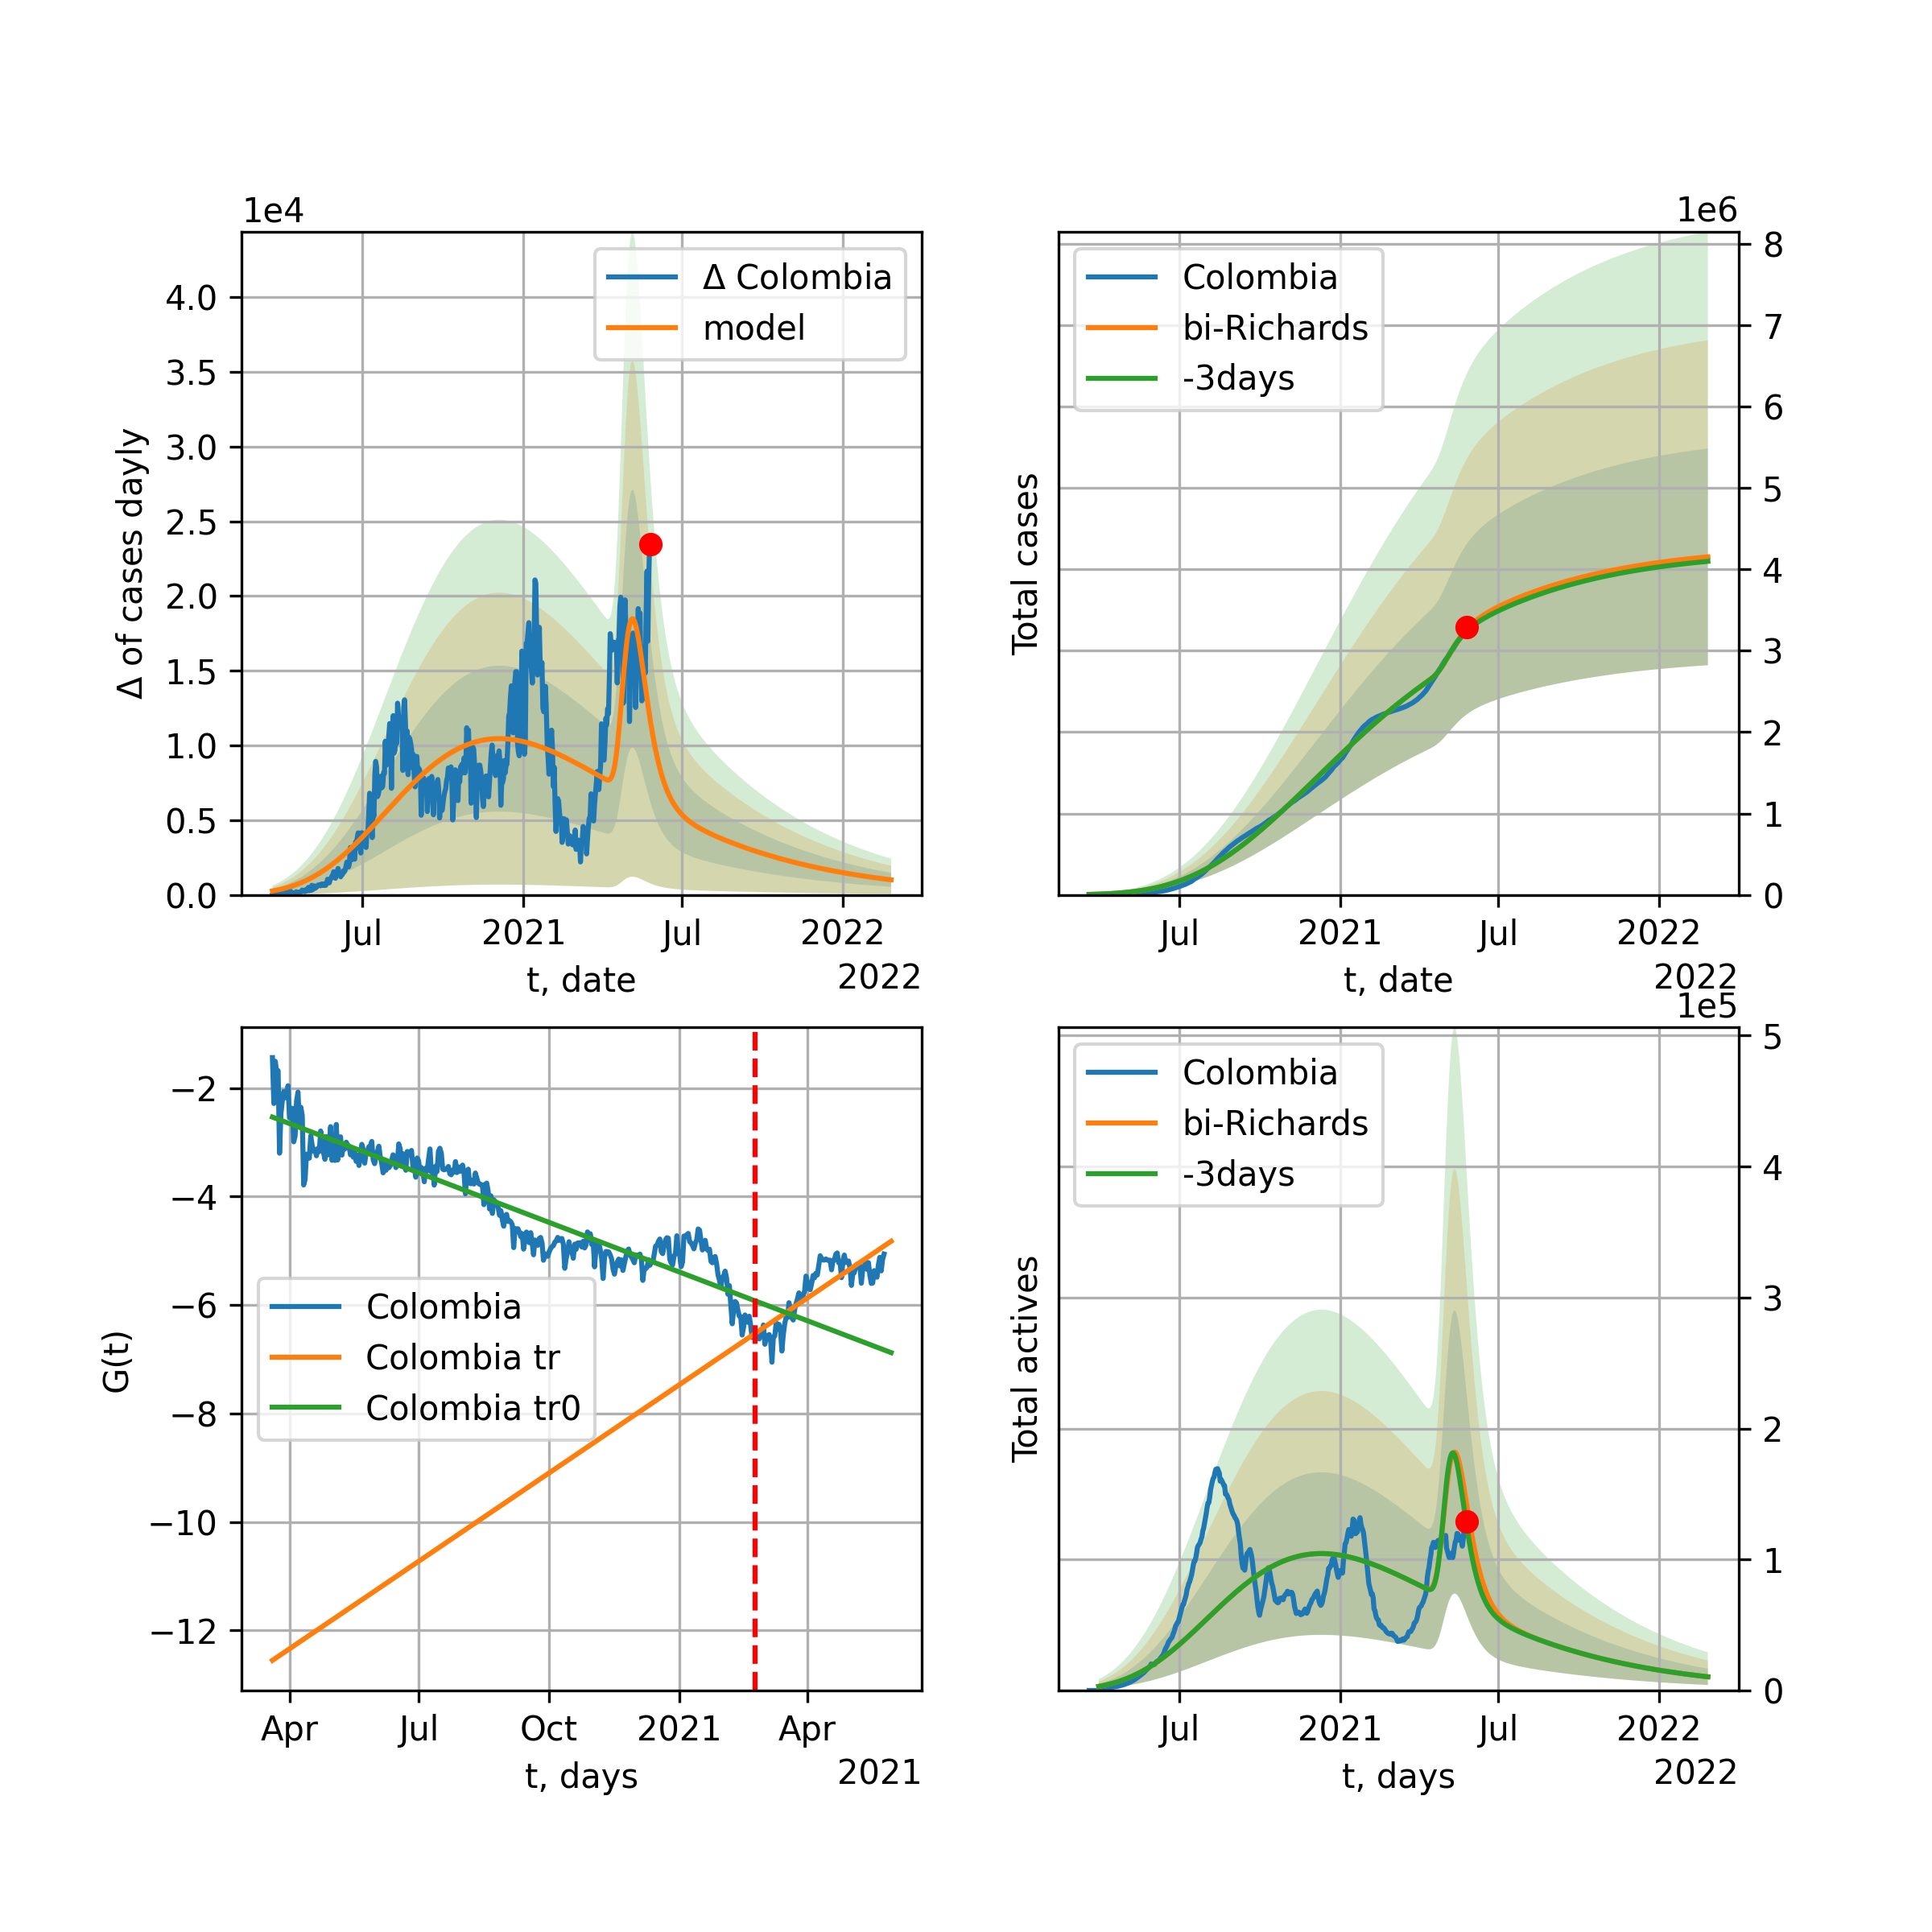 1e4
Δ of cases dayly
4.0
3.5
3.0
2.5
2.0
1.5
1.0
0.5
0.0
Δ Colombia
model
Jul
2021
Jul
2022
t, date
2022
1e6
Total cases
Colombia
bi-Richards
-3days
8
7
6
5
4
3
2
1
0
Jul
2021
Jul
2022
t, date
2022
G(t)
−2
−4
−6
−8
−10
−12
Colombia
Colombia tr
Colombia tr0
Apr
Jul
Oct
2021
Apr
t, days
2021
1e5
Total actives
Colombia
bi-Richards
-3days
5
4
3
2
1
0
Jul
2021
Jul
2022
t, days
2022